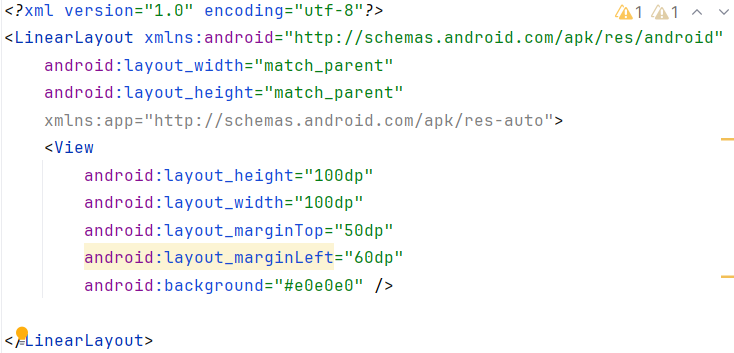 <?xml version="1.0" encoding="utf-8"?> 1 1
<LinearLayout xmlns:android="http://schemas.android.com/apk/res/android"
android:layout_width="match_parent"
android:layout_height="match_parent"
xmlns:app="http://schemas.android.com/apk/res-auto">
<View
android:layout_height="100dp"
android:layout_width="100dp"
android:layout_marginTop="50dp"
android:layout_marginLeft="60dp"
android:background="#e0e0e0" />
</LinearLayout>